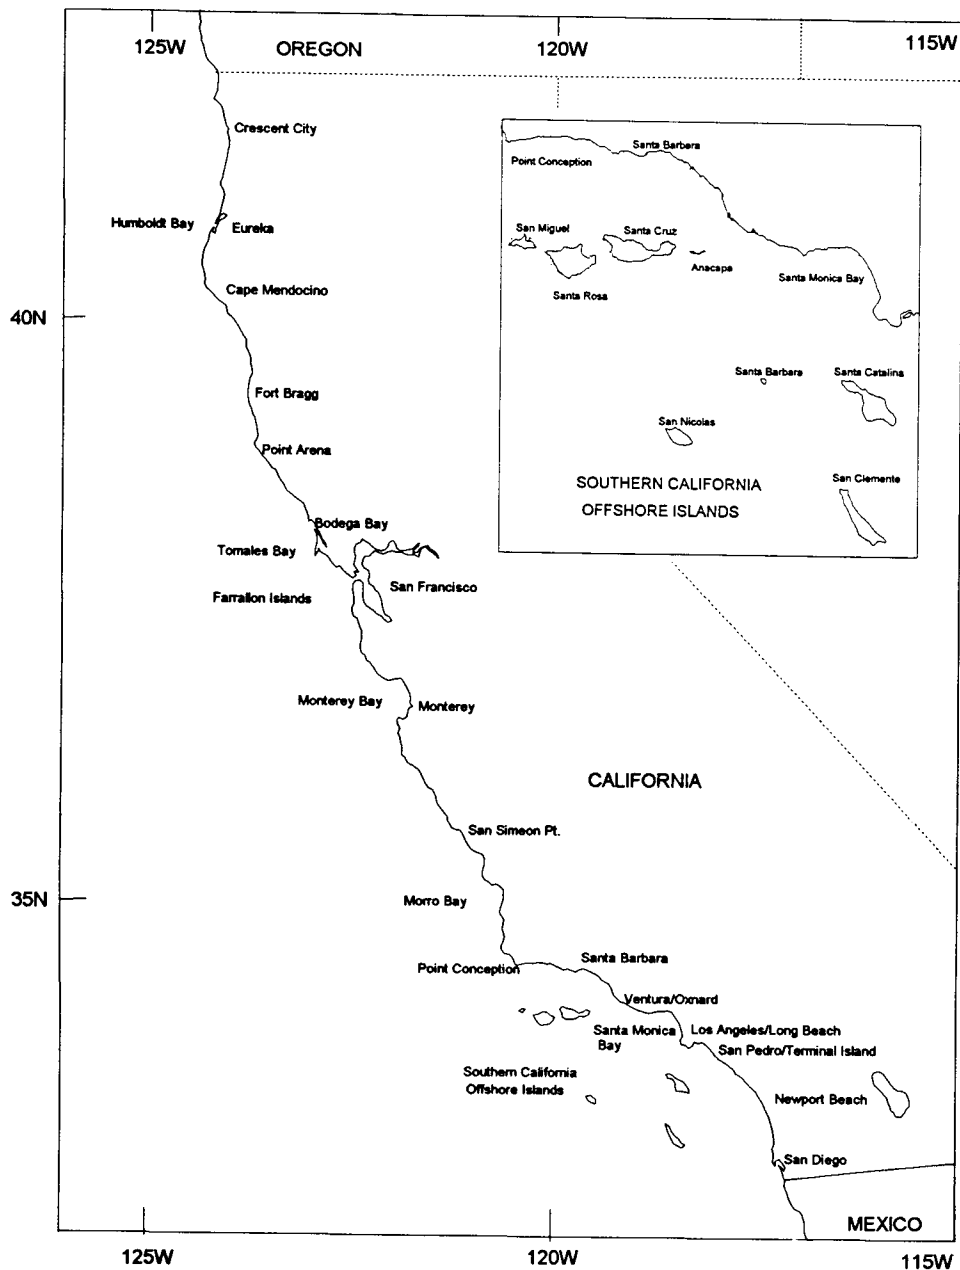 125W
OREGON
120W
115W
Crescent City
Santa Barbara
Point Conception
Humboldt Bay
Eureka
San Miguel
Santa Cruz
Anacapa
Santa Monica Bay
Santa Rosa
Cape Mendocino
40N
Santa Barbara
Santa Catalina
Fort Bragg
San Nicolas
Point Arena
San Clemente
SOUTHERN CALIFORNIA
OFFSHORE ISLANDS
Bodega Bay
Tomales Bay
San Francisco
Farrallon Islands
Monterey Bay
Monterey
CALIFORNIA
San Simeon Pt.
35N
Morro Bay
Santa Barbara
Point Conception
Ventura/Oxnard
Santa Monica
Bay
Los Angeles/Long Beach
San Pedro/Terminal Island
Southern California
Offshore Islands
Newport Beach
San Diego
MEXICO
125W
120W
115W